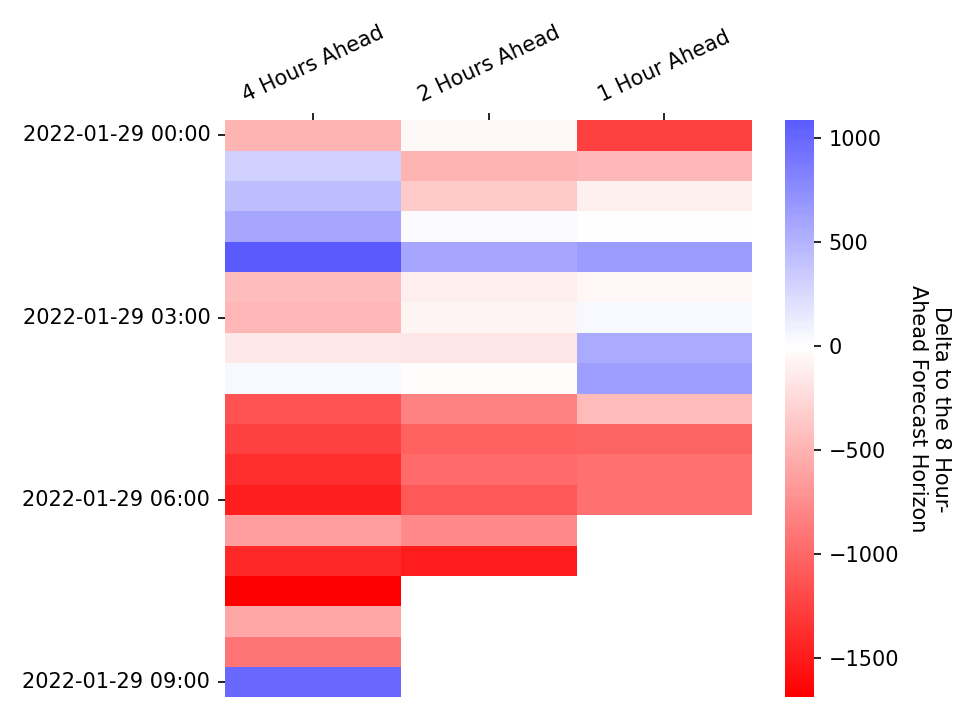 4 Hours Ahead
2 Hours Ahead
1 Hour Ahead
2022-01-29 00:00
2022-01-29 03:00
2022-01-29 06:00
2022-01-29 09:00
1000
500
0
−500
−1000
−1500
Delta to the 8 Hour-
Ahead Forecast Horizon